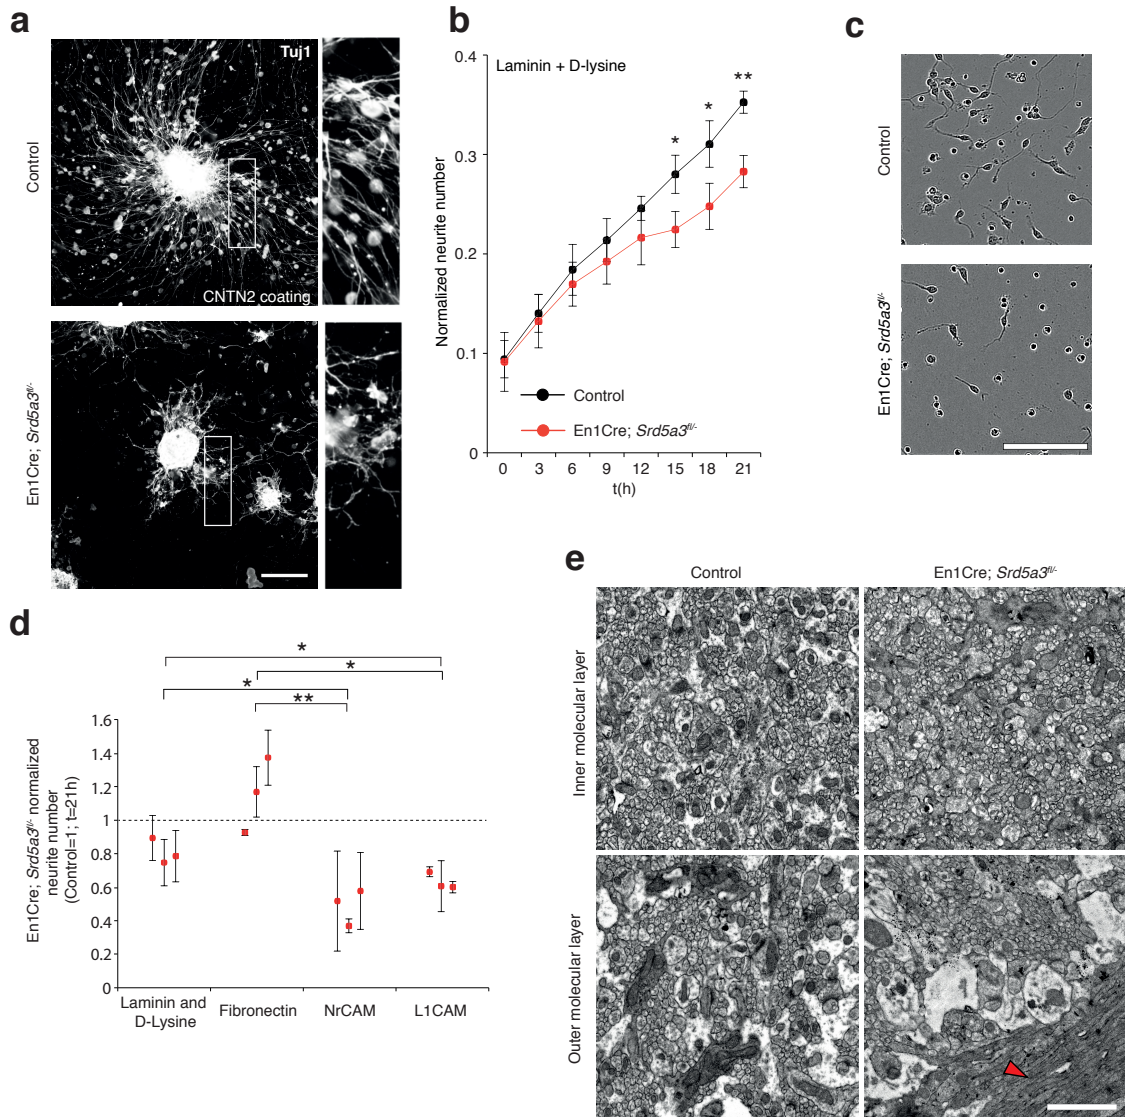 a
Tuj1
Control
CNTN2 coating
En1Cre; Srd5a3fl/-
b
Laminin + D-lysine
** 
* 
*
0.4
0.3
0.2
0.1
0
Normalized neurite number
Control
En1Cre; Srd5a3fl/-
0 3 6 9 12 15 18 21
t(h)
c
Control
En1Cre; Srd5a3fl/-
d
*
*
*
**
1.6
1.4
1.2
1
0.8
0.6
0.4
0.2
0
En1Cre; Srd5a3fl/- normalized
neurite number
(Control=1; t=21h)
Laminin and
D-Lysine
Fibronectin
NrCAM
L1CAM
e
Control
En1Cre; Srd5a3fl/-
Inner molecular layer
Outer molecular layer